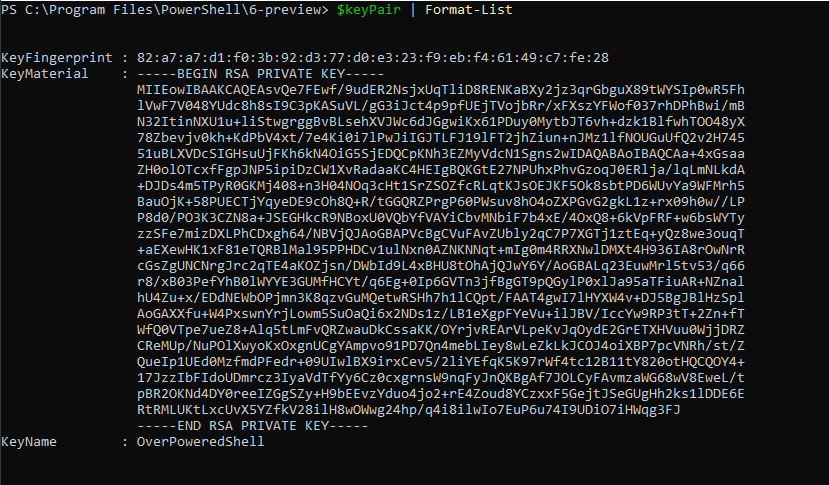 PS C:\Program Files\PowerShell\6-preview> $keyPair | Format-List
KeyFingerprint : 82:a7:a7:d1:f0:3b:92:d3:77:d0:e3:23:f9:eb:f4:61:49:c7:fe:28
KeyMaterial    : -----BEGIN RSA PRIVATE KEY-----
MIIEowIBAAKCAQEAsvQe7FEwf/9udER2NsjxUqTliD8RENKaBXy2jz3qrGbguX89tWYSIp0wR5Fh
lVwF7V048YUdc8h8sI9C3pKASuVL/gG3iJct4p9pfUEjTVojbRr/xFXszYFWof037rhDPhBwi/mB
N32ItinNXU1u+liStwgrggBvBLsehXVJWc6dJGgwiKx61PDuy0MytbJT6vh+dzk1BlfwhTOO48yX
78Zbevjv0kh+KdPbV4xt/7e4Ki0i7lPwJiIGJTLFJ19lFT2jhZiun+nJMz1lfNOUGuUfQ2v2H745
51uBLXVDcSIGHsuUjFKh6kN4OiG5SjEDQCpKNh3EZMyVdcN1Sgns2wIDAQABAoIBAQCAa+4xGsaa
ZH0olOTcxfFgpJNP5ipiDzCW1XvRadaaKC4HEIgBQKGtE27NPUhxPhvGzoqJ0ERlja/lqLmNLkdA
+DJDs4m5TPyR0GKMj408+n3H04NOq3cHt1SrZSOZfcRLqtKJsOEJKF5Ok8sbtPD6WUvYa9WFMrh5
BauOjK+58PUECTjYqyeDE9cOh8Q+R/tGGQRZPrgP60PWsuv8hO4oZXPGvG2gkL1z+rx09h0w//LP
P8d0/PO3K3CZN8a+JSEGHkcR9NBoxU0VQbYfVAYiCbvMNbiF7b4xE/4OxQ8+6kVpFRF+w6bsWYTy
zzSFe7mizDXLPhCDxgh64/NBVjQJAoGBAPVcBgCVuFAvZUbly2qC7P7XGTj1ztEq+yQz8we3ouqT
+aEXewHK1xF81eTQRBlMal95PPHDCv1ulNxn0AZNKNNqt+mIg0m4RRXNwlDMXt4H936IA8rOwNrR
cGsZgUNCNrgJrc2qTE4aKOZjsn/DWbId9L4xBHU8tOhAjQJwY6Y/AoGBALq23EuwMrl5tv53/q66
r8/xB03PefYhB0lWYYE3GUMfHCYt/q6Eg+0Ip6GVTn3jfBgGT9pQGylP0xlJa95aTFiuAR+NZnal
hU4Zu+x/EDdNEWbOPjmn3K8qzvGuMQetwRSHh7h1lCQpt/FAAT4gwI7lHYXW4v+DJ5BgJBlHzSpl
AoGAXXfu+W4PxswnYrjLowm5SuOaQi6x2NDs1z/LB1eXgpFYeVu+ilJBV/IccYw9RP3tT+2Zn+fT
WfQ0VTpe7ueZ8+Alq5tLmFvQRZwauDkCssaKK/OYrjvREArVLpeKvJqOydE2GrETXHVuu0WjjDRZ
CReMUp/NuPOlXwyoKxOxgnUCgYAmpvo91PD7Qn4mebLIey8wLeZkLkJCOJ4oiXBP7pcVNRh/st/Z
QueIp1UEd0MzfmdPFedr+09UIwlBX9irxCev5/2liYEfqK5K97rWf4tc12B11tY820otHQCQOY4+
17JzzIbFIdoUDmrcz3IyaVdTfYy6Cz0cxgrnsW9nqFyJnQKBgAf7JOLCyFAvmzaWG68wV8EweL/t
pBR2OKNd4DY0reeIZGgSZy+H9bEEvzYduo4jo2+rE4Zoud8YCzxxF5GejtJSeGUgHh2ks1lDDE6E
RtRMLUKtLxcUvX5YZfkV28ilH8wOWwg24hp/q4i8ilwIo7EuP6u74I9UDiO7iHWqg3FJ
-----END RSA PRIVATE KEY-----
KeyName        : OverPoweredShell